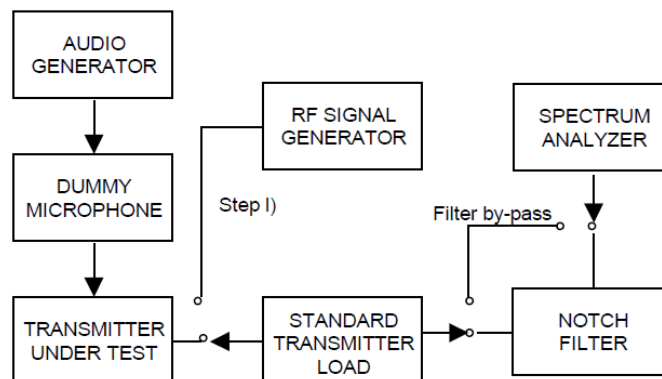 AUDIO
GENERATOR
RF SIGNAL
GENERATOR
SPECTRUM
ANALYZER
DUMMY
MICROPHONE
Step l)
Filter by-pass
TRANSMITTER
UNDER TEST
STANDARD
TRANSMITTER
LOAD
NOTCH
FILTER